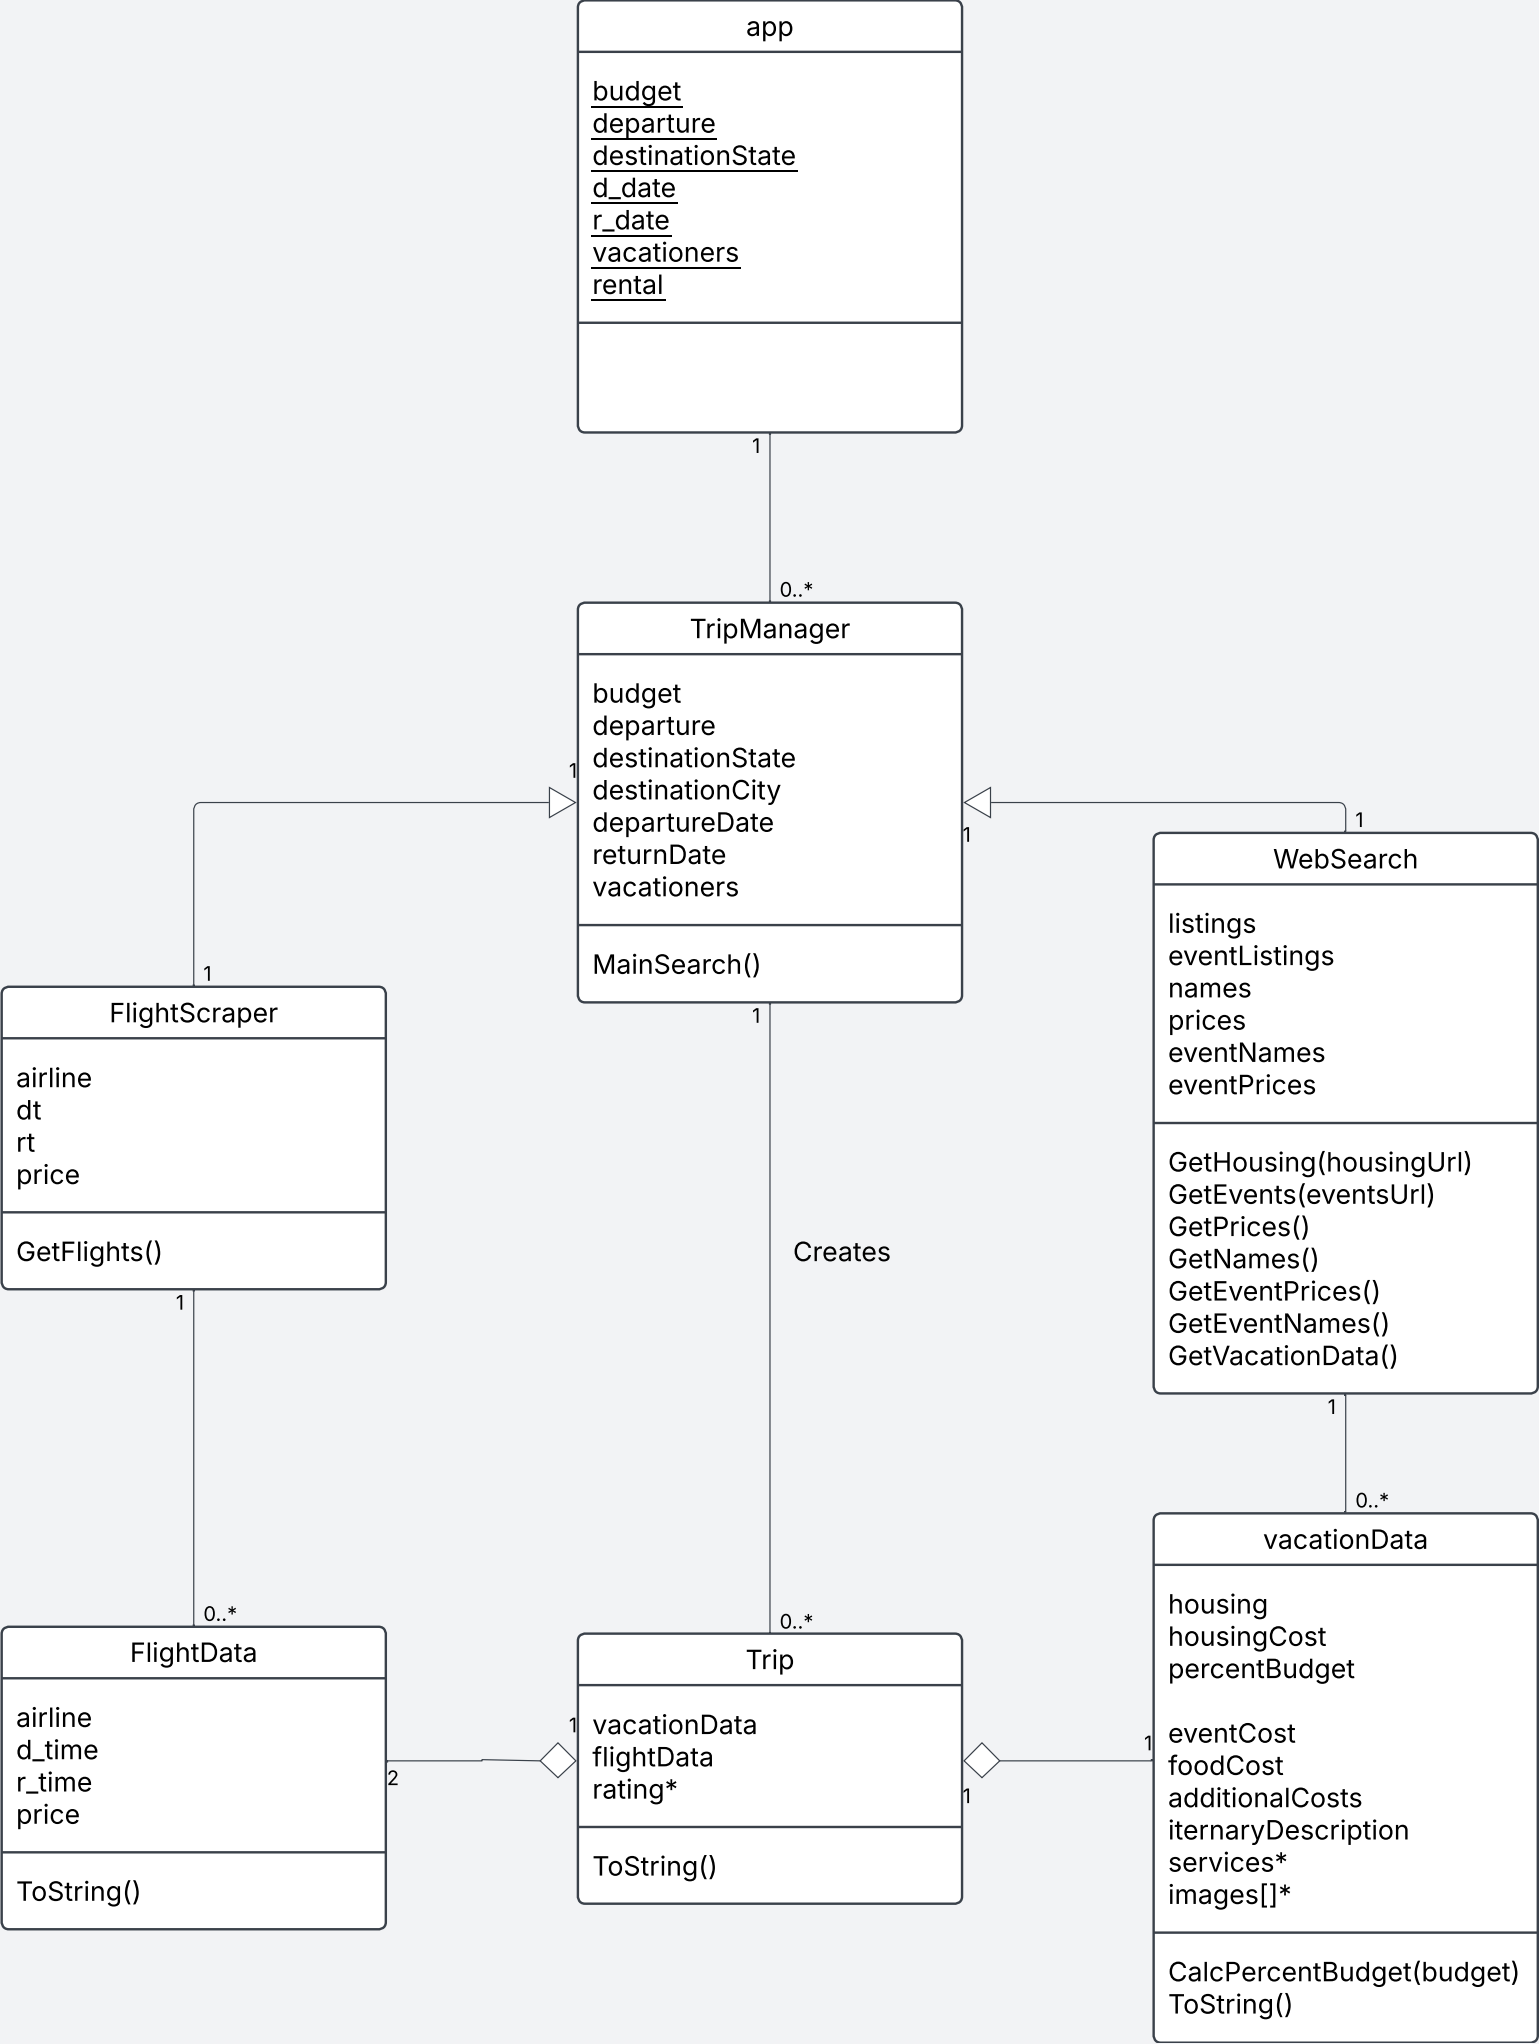 app
budget
departure
destinationState
d_date
r_date
vacationers
rental
1
0..*
TripManager
budget
departure
destinationState
destinationCity
departureDate
returnDate
vacationers
MainSearch()
1
1
1
1
FlightScraper
airline
dt
rt
price
GetFlights()
WebSearch
listings
eventListings
names
prices
eventNames
eventPrices
GetHousing(housingUrl)
GetEvents(eventsUrl)
GetPrices()
GetNames()
GetEventPrices()
GetEventNames()
GetVacationData()
1
1
Creates
1
0..*
0..*
0..*
FlightData
airline
d_time
r_time
price
ToString()
2
1
Trip
vacationData
flightData
rating*
ToString()
1
1
vacationData
housing
housingCost
percentBudget
eventCost
foodCost
additionalCosts
iternaryDescription
services*
images[]*
CalcPercentBudget(budget)
ToString()